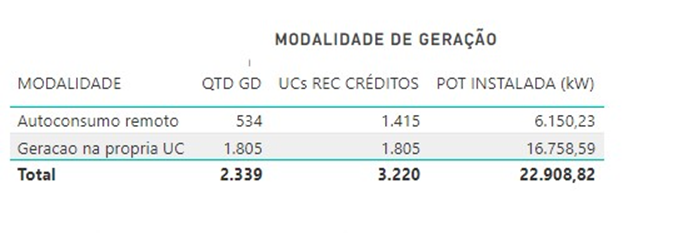 MODALIDADE DE GERAÇÃO
MODALIDADE QTD GD UCs REC CRÉDITOS POT INSTALADA (kW)
Autoconsumo remoto 534 1.415 6.150,23
Geracao na propria UC 1.805 1.805 16.758,59
Total 2.339 3.220 22.908,82